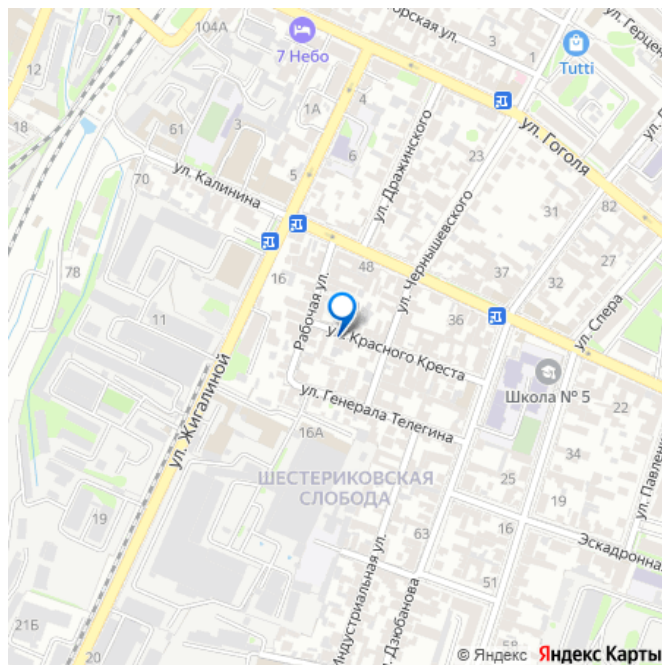 71
104А
орская ул.
ул. Герцен
12
7 Небо
3
1
Tutti
4
1А
ул. Гоголя
18
61
3
6
ул. Дражинского
23
5
ул. Калинина
70
31
82
ул. Чернышевского
78
16
48
37
32
Рабочая ул.
11
36
ул. Спера
ул. Красного Креста
Школа № 5
ул. Жигалиной
ул. Генерала Телегина
22
16А
34
ШЕСТЕРИКОВСКАЯ
СЛОБОДА
25
ул. Павленк
19
19
16
63
Эскадронная
Индустриальная ул.
51
21Б
л. Дзюбанова
58
20
© Яндекс Яндекс Карты